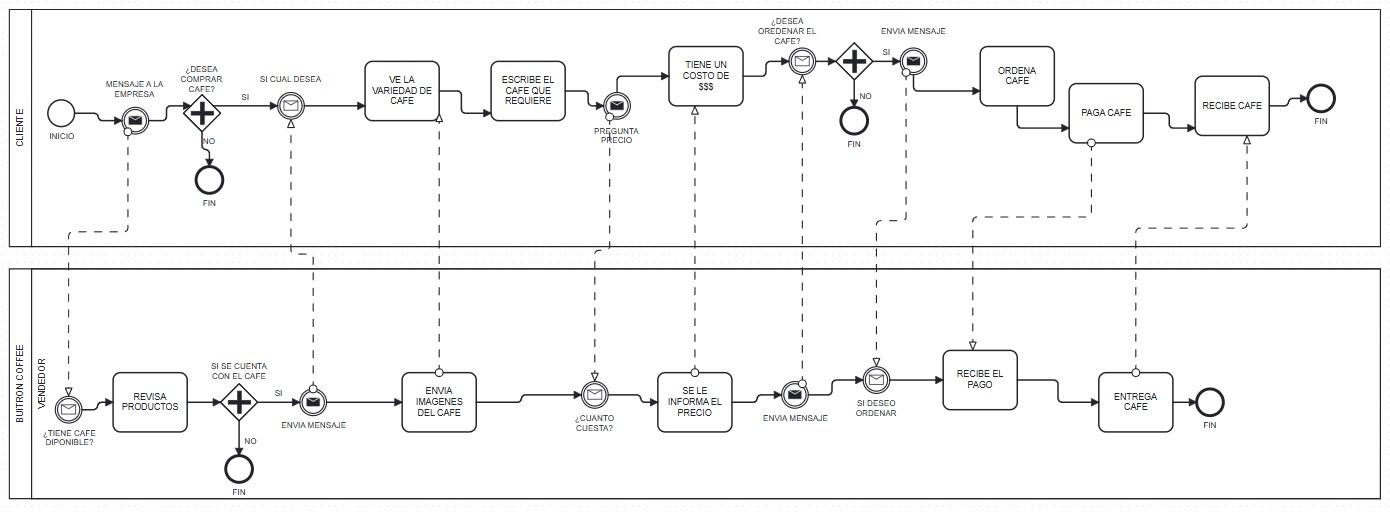 CLIENTE
INICIO
MENSAJE A LA
EMPRESA
¿DESEA
COMPRAR
CAFE?
SI
NO
FIN
SI CUAL DESEA
VE LA
VARIEDAD DE
CAFE
ESCRIBE EL
CAFE QUE
REQUIERE
PREGUNTA
PRECIO
TIENE UN
COSTO DE
$$$
¿DESEA
OREDENAR EL
CAFE?
SI
NO
FIN
ENVIA MENSAJE
ORDENA
CAFE
PAGA CAFE
RECIBE CAFE
FIN
BUITRON COFFEE
VENDEDOR
¿TIENE CAFE
DIPONIBLE?
REVISA
PRODUCTOS
SI SE CUENTA
CON EL CAFE
SI
NO
FIN
ENVIA MENSAJE
ENVIA
IMAGENES
DEL CAFE
¿CUANTO
CUESTA?
SE LE
INFORMA EL
PRECIO
ENVIA MENSAJE
SI DESEO
ORDENAR
RECIBE EL
PAGO
ENTREGA
CAFE
FIN